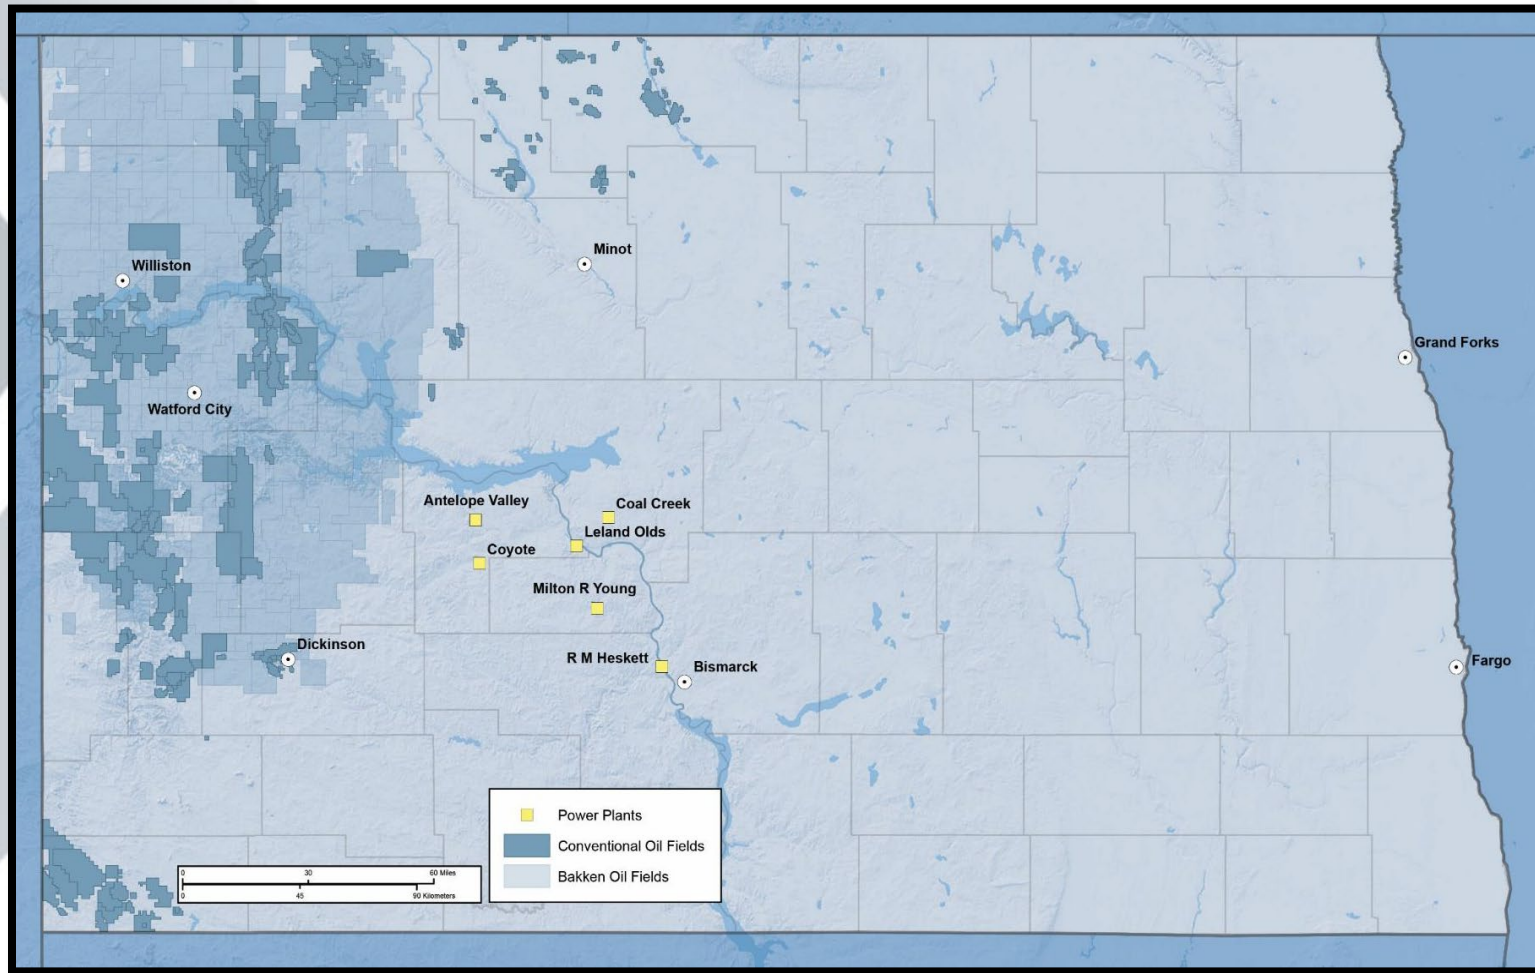 Minot
Williston
Grand Forks
Watford City
Antelope Valley
Coal Creek
Leland Olds
Coyote
Milton R Young
Dickinson
R M Heskett
Bismarck
Fargo
Power Plants
Conventional Oil Fields
Bakken Oil Fields
0 30 60 Miles
0 45 90 Kilometers